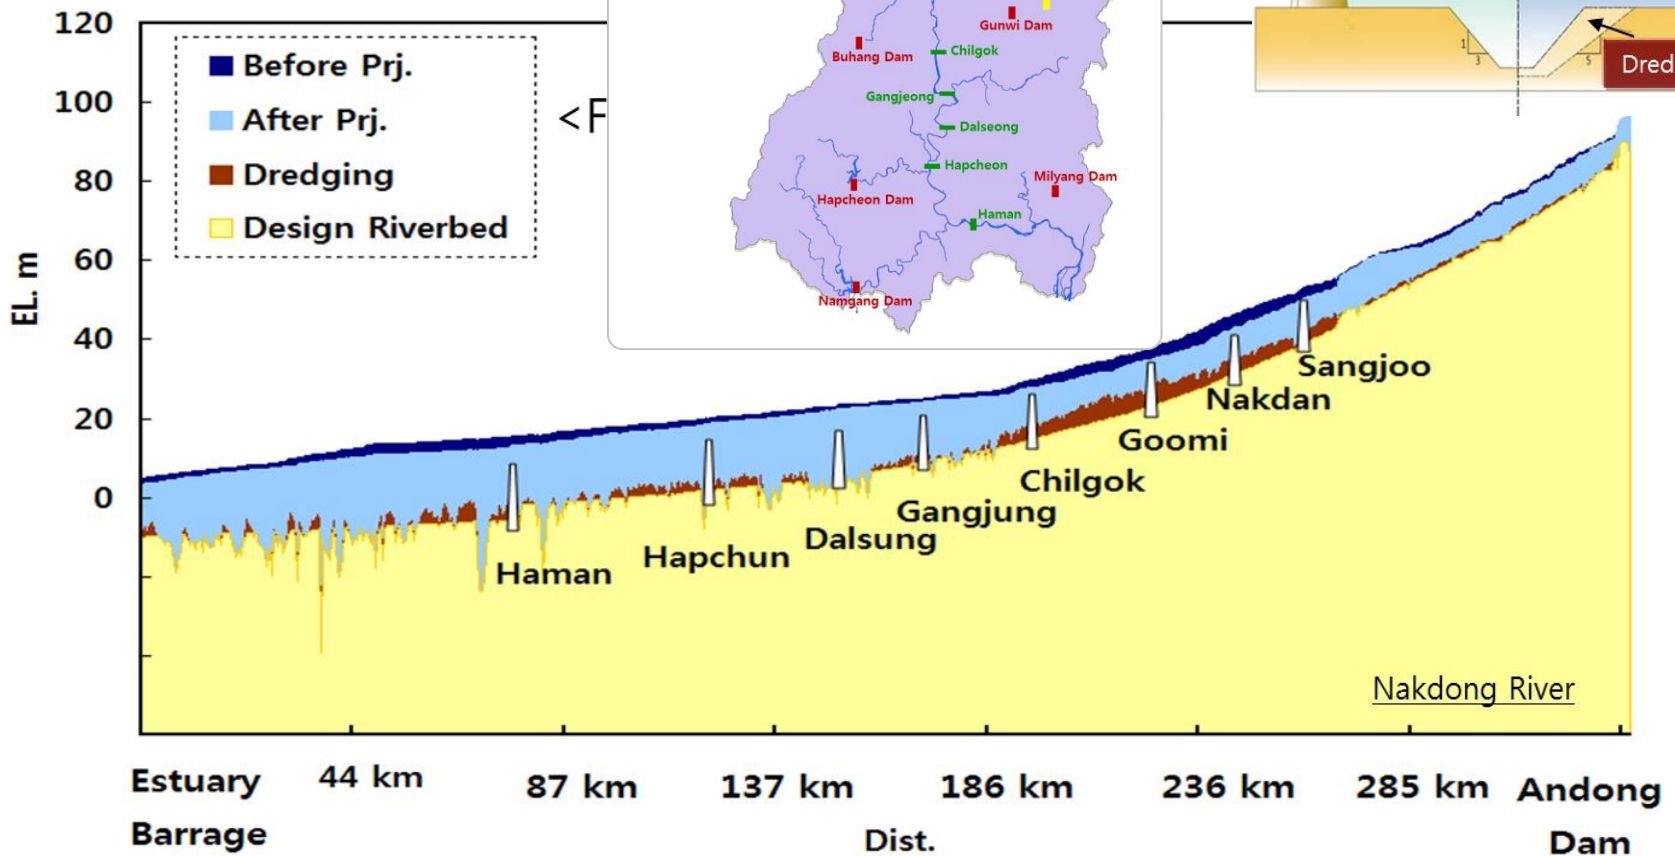 120
100
80
60
40
20
0
EL. m
Before Prj.
After Prj.
Dredging
Design Riverbed
<F
Gunwi Dam
Buhang Dam
Chilgok
Gangjeong
Dalseong
Hapcheon
Milyang Dam
Hapcheon Dam
Haman
Namgang Dam
1
3
5
Dred
Sangjoo
Nakdan
Goomi
Chilgok
Gangjung
Dalsung
Hapchun
Haman
Nakdong River
Estuary Barrage
44 km
87 km
137 km
186 km
236 km
285 km
Andong Dam
Dist.